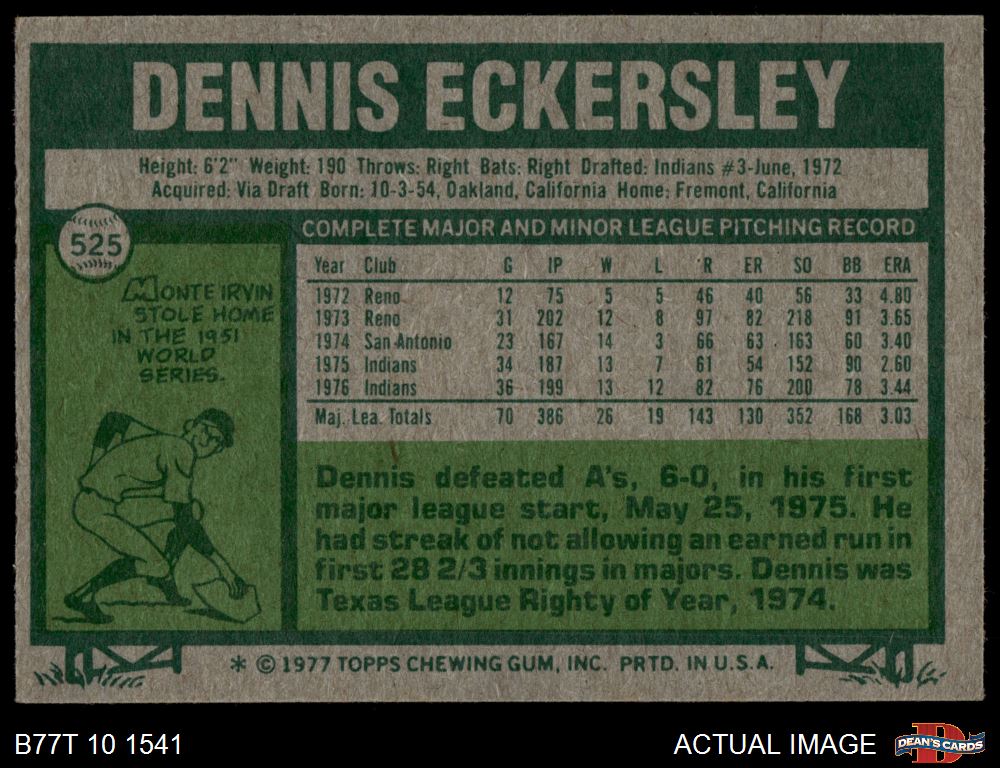 DENNIS ECKERSLEY
Height: 6'2" Weight: 190 Throws: Right Bats: Right Drafted: Indians #3-June, 1972
Acquired: Via Draft Born: 10-3-54, Oakland, California Home: Fremont, California
525
MONTE IRVIN
STOLE HOME
IN THE 1951
WORLD
SERIES.
COMPLETE MAJOR AND MINOR LEAGUE PITCHING RECORD
Year Club G IP W L R ER SO BB ERA
1972 Reno 12 75 5 5 46 40 56 33 4.80
1973 Reno 31 202 12 8 97 82 218 91 3.65
1974 San Antonio 23 167 14 3 66 63 163 60 3.40
1975 Indians 34 187 13 7 61 54 152 90 2.60
1976 Indians 36 199 13 12 82 76 200 78 3.44
Maj. Lea. Totals 70 386 26 19 143 130 352 168 3.03
Dennis defeated A's, 6-0, in his first
major league start, May 25, 1975. He
had streak of not allowing an earned run in
first 28 2/3 innings in majors. Dennis was
Texas League Righty of Year, 1974.
* © 1977 TOPPS CHEWING GUM, INC. PRTD. IN U.S.A.
B77T 10 1541
ACTUAL IMAGE
DEAN'S CARDS